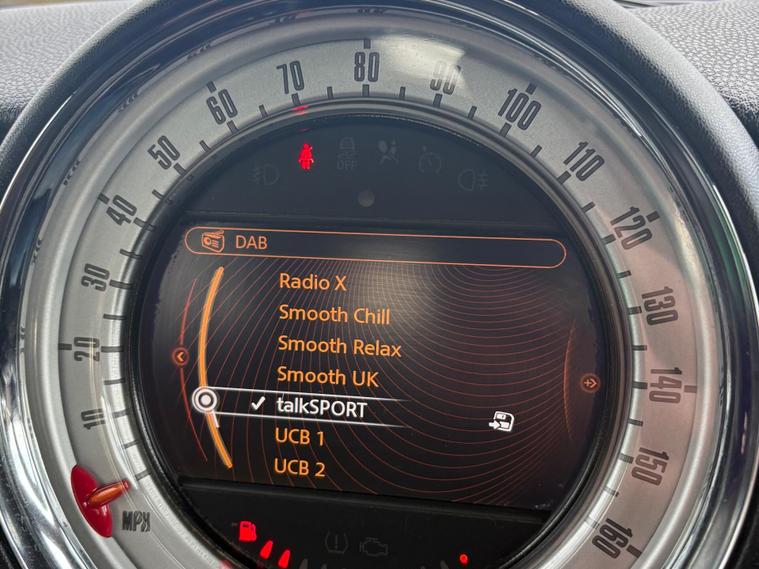 10
20
30
40
50
60
70
80
90
100
110
120
130
140
150
160
MPH
OFF
DAB
Radio X
Smooth Chill
Smooth Relax
Smooth UK
talkSPORT
UCB 1
UCB 2